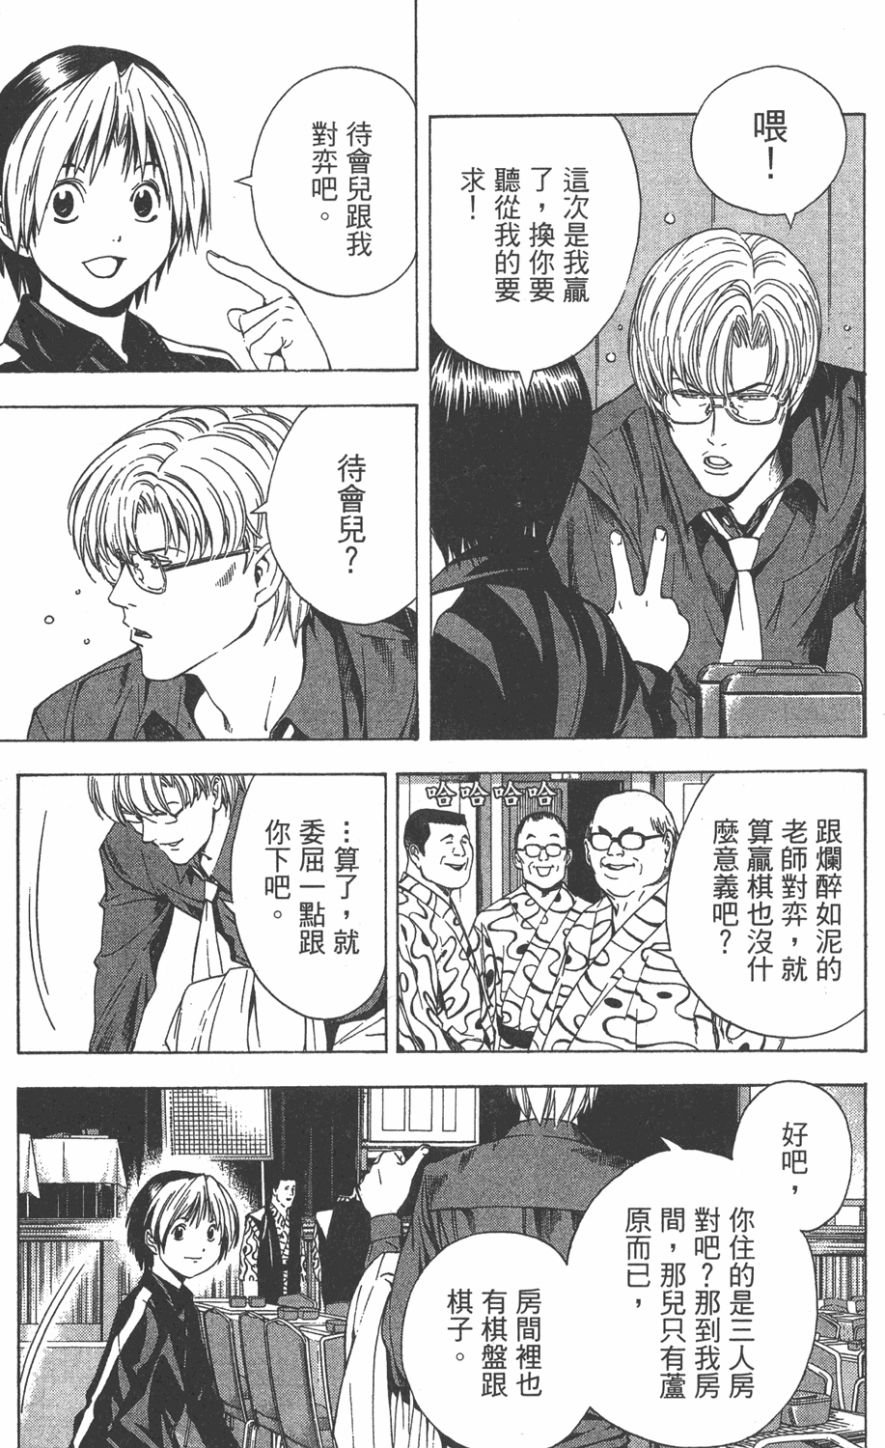 喂！
這次是我贏
了，換你要
聽從我的要
求！
待會兒跟我
對弈吧。
待會兒？
跟爛醉如泥的
老師對弈，就
算贏棋也沒什
麼意義吧？
哈哈哈哈
…算了，就
委屈一點跟
你下吧。
好吧，
你住的是三人房
對吧？那到我房
間，那兒只有蘆
原而已，
房間裡也
有棋盤跟
棋子。